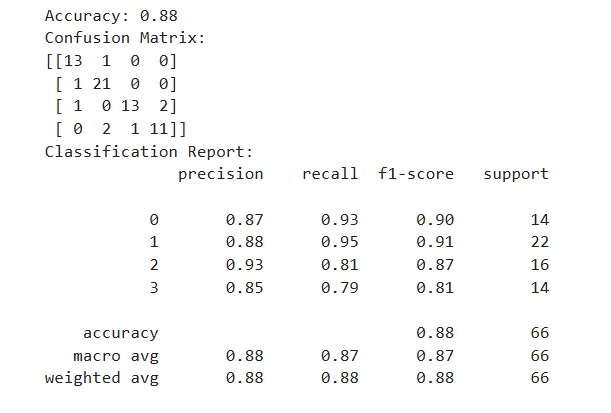 Accuracy: 0.88
Confusion Matrix:
[[13  1  0  0]
 [ 1 21  0  0]
 [ 1  0 13  2]
 [ 0  2  1 11]]
Classification Report:
              precision    recall  f1-score   support

           0       0.87      0.93      0.90        14
           1       0.88      0.95      0.91        22
           2       0.93      0.81      0.87        16
           3       0.85      0.79      0.81        14

    accuracy                           0.88        66
   macro avg       0.88      0.87      0.87        66
weighted avg       0.88      0.88      0.88        66